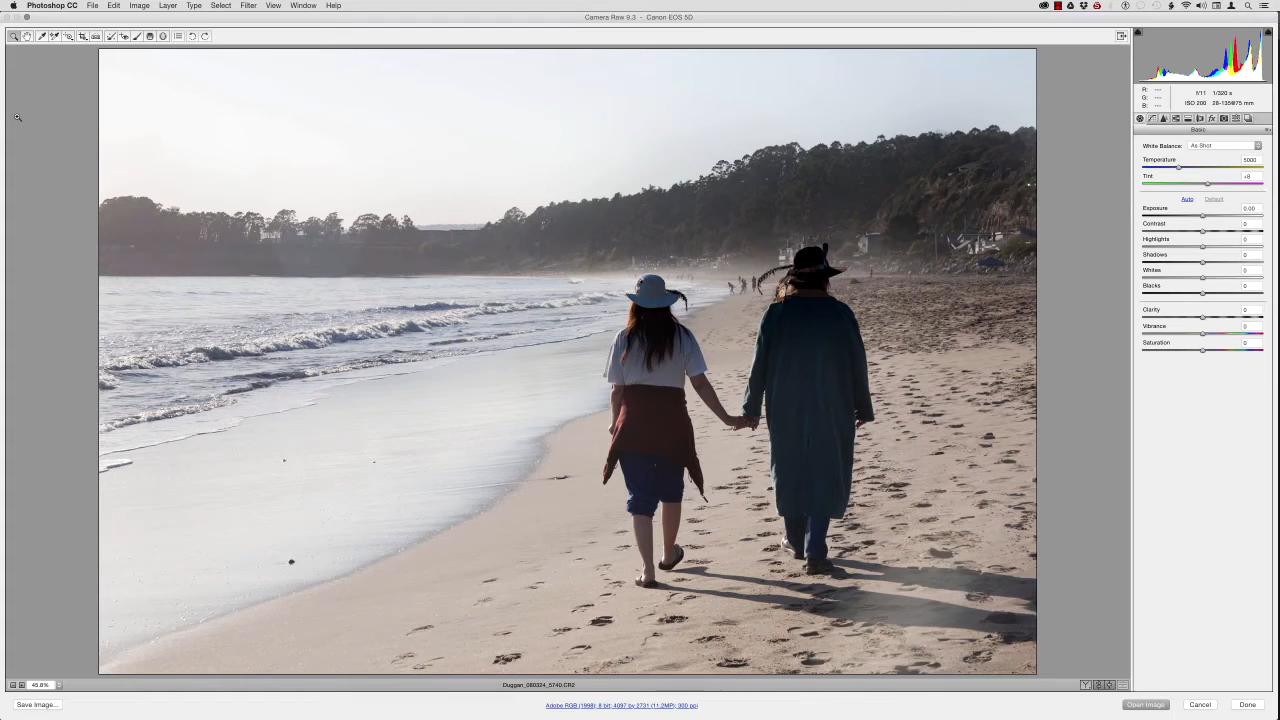 Photoshop CC File Edit Image Layer Type Select Filter View Window Help
Camera Raw 9.3 - Canon EOS 5D
R: ---
G: ---
B: ---
f/11 1/320 s
ISO 200 28-135@75 mm
Basic
White Balance: As Shot
Temperature 5000
Tint +8
Auto Default
Exposure 0.00
Contrast 0
Highlights 0
Shadows 0
Whites 0
Blacks 0
Clarity 0
Vibrance 0
Saturation 0
45.8% Duggan_080324_5740.CR2 Y
Save Image... Adobe RGB (1998); 8 bit; 4097 by 2731 (11.2MP); 300 ppi Open Image Cancel Done